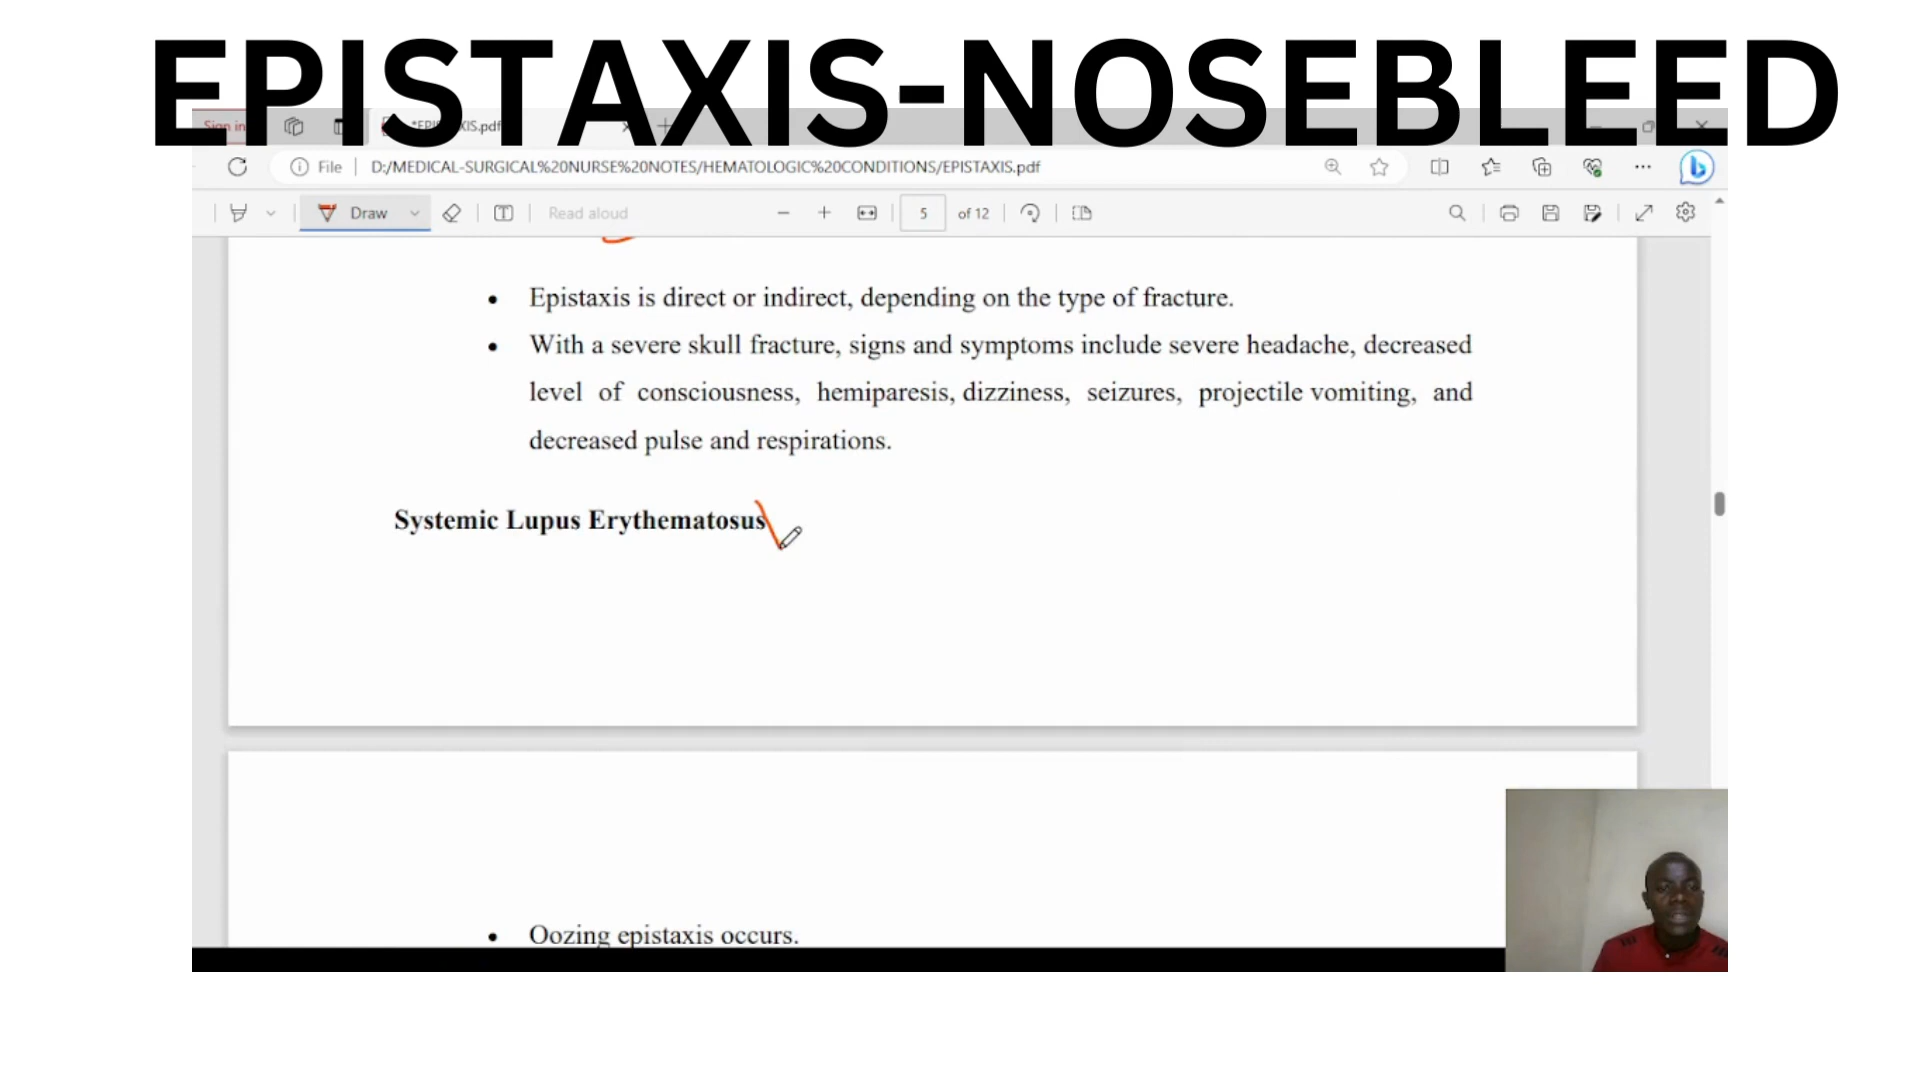 EPISTAXIS-NOSEBLEED
Sign in
File
D:/MEDICAL-SURGICAL%20NURSE%20NOTES/HEMATOLOGIC%20CONDITIONS/EPISTAXIS.pdf
Draw
Read aloud
5 of 12
• Epistaxis is direct or indirect, depending on the type of fracture.
• With a severe skull fracture, signs and symptoms include severe headache, decreased
level of consciousness, hemiparesis, dizziness, seizures, projectile vomiting, and
decreased pulse and respirations.
Systemic Lupus Erythematosus
• Oozing epistaxis occurs.